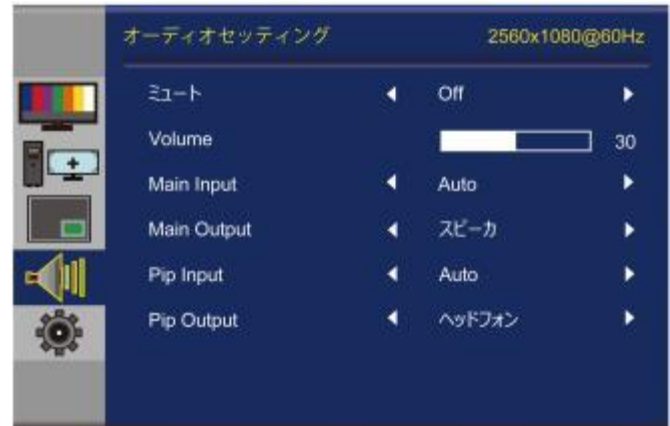 オーディオセッティング 2560x1080@60Hz
ミュート Off
Volume 30
Main Input Auto
Main Output スピーカ
Pip Input Auto
Pip Output ヘッドフォン